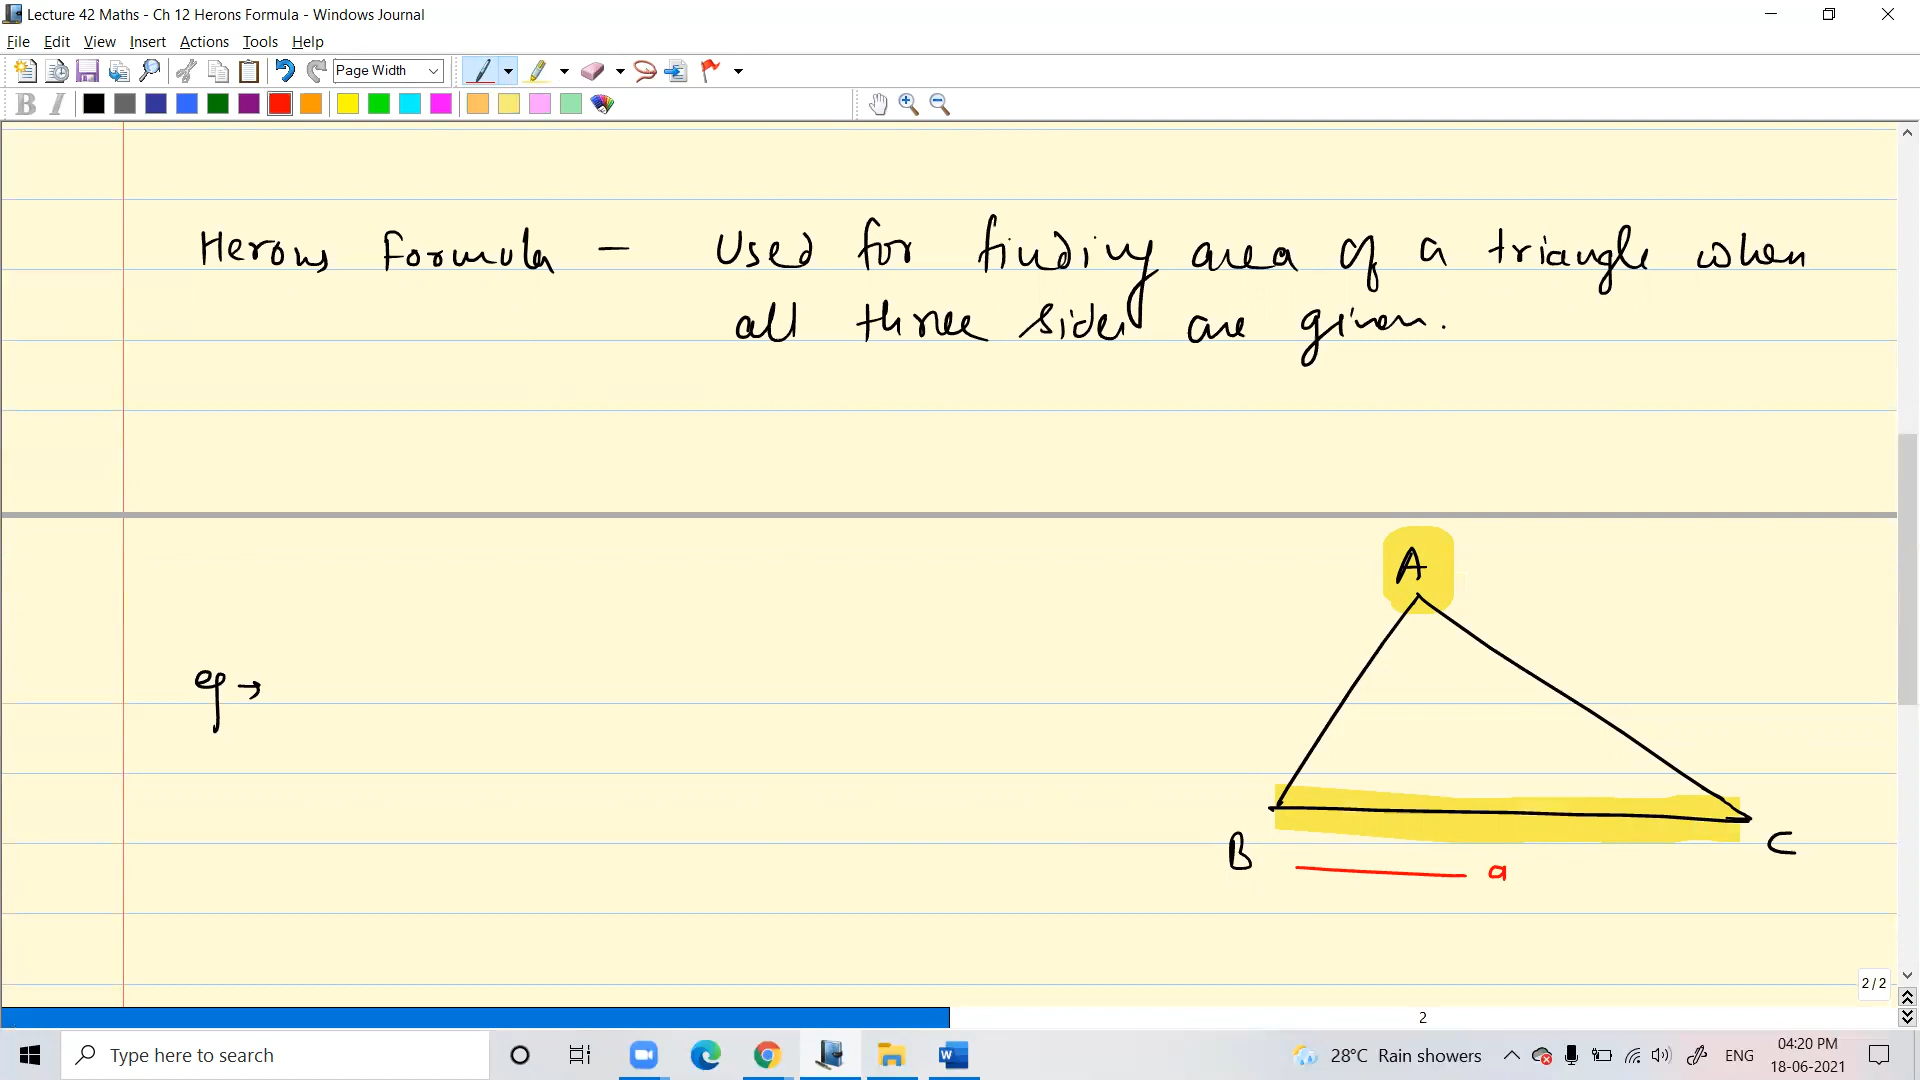 Lecture 42 Maths - Ch 12 Herons Formula - Windows Journal
File Edit View Insert Actions Tools Help
Page Width
B I
Herons Formula - Used for finding area of a triangle when
all three sides are given.
A
eg →
B
C
a
2 / 2
2
Type here to search
28°C Rain showers
ENG
04:20 PM
18-06-2021